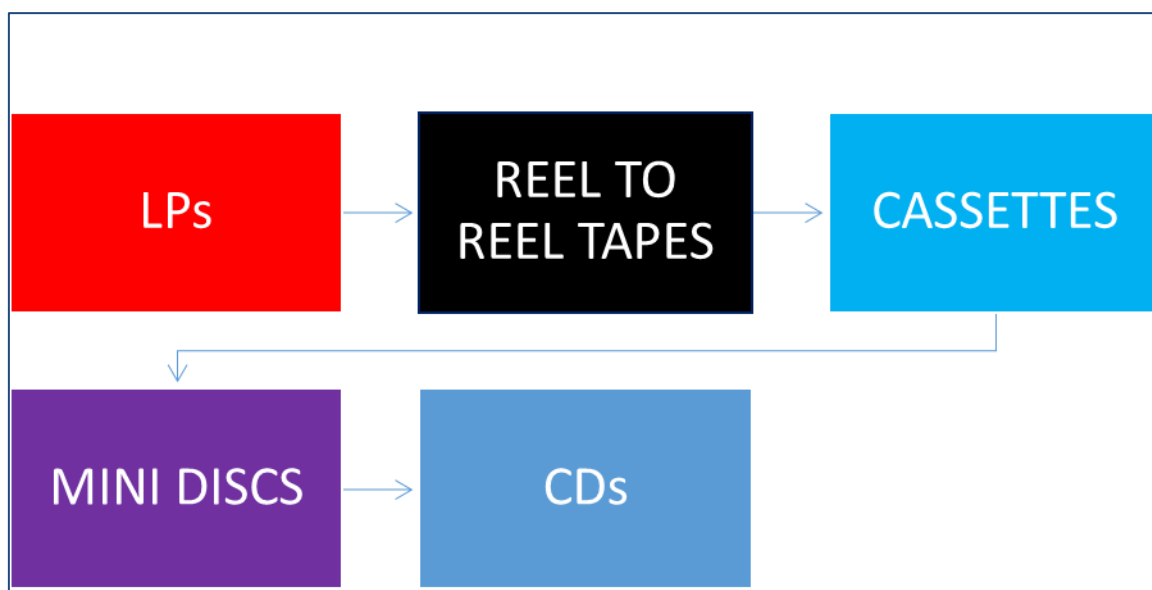 LPs
REEL TO
REEL TAPES
CASSETTES
MINI DISCS
CDs